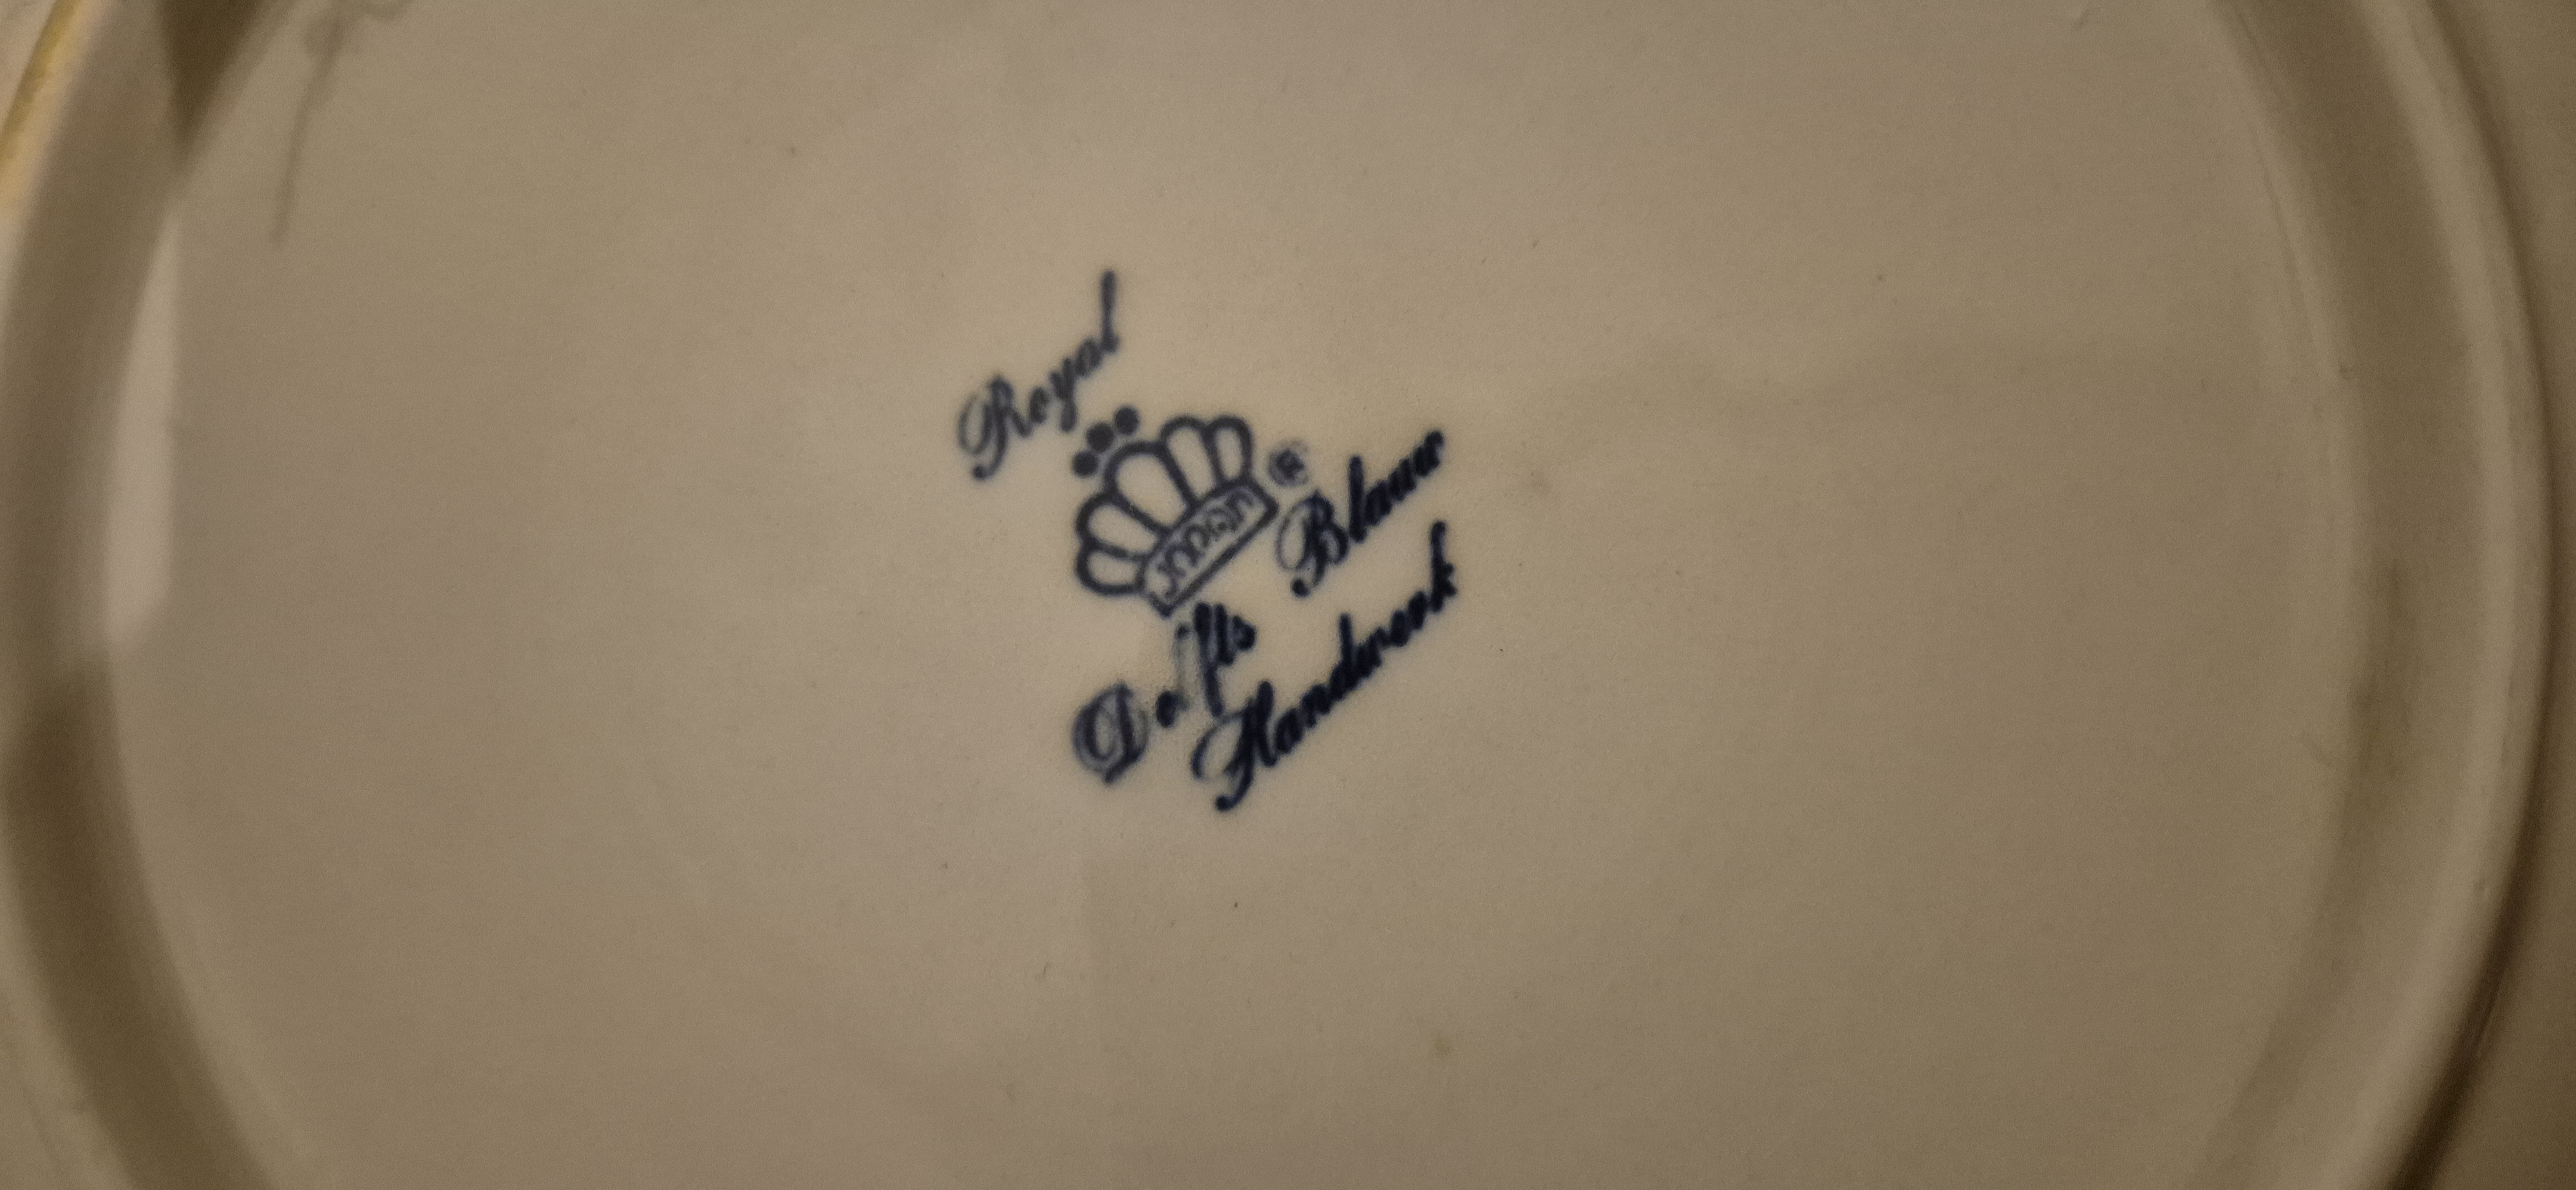 Royal
®
Delfts Blauw
Handwerk